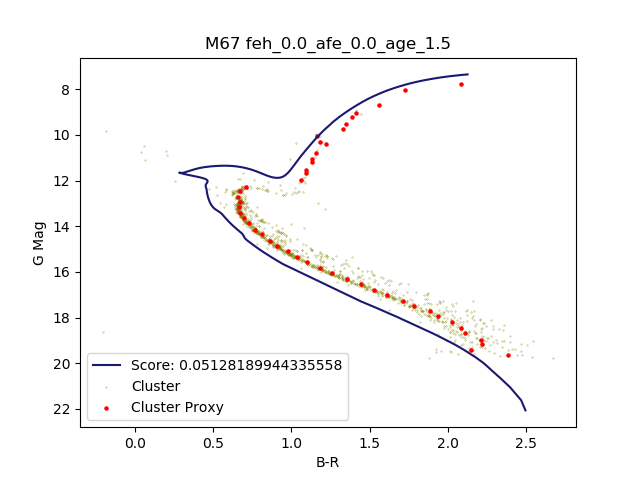 M67 feh_0.0_afe_0.0_age_1.5
8
10
12
14
16
18
20
22
G Mag
Score: 0.05128189944335558
Cluster
Cluster Proxy
0.0 0.5 1.0 1.5 2.0 2.5
B-R